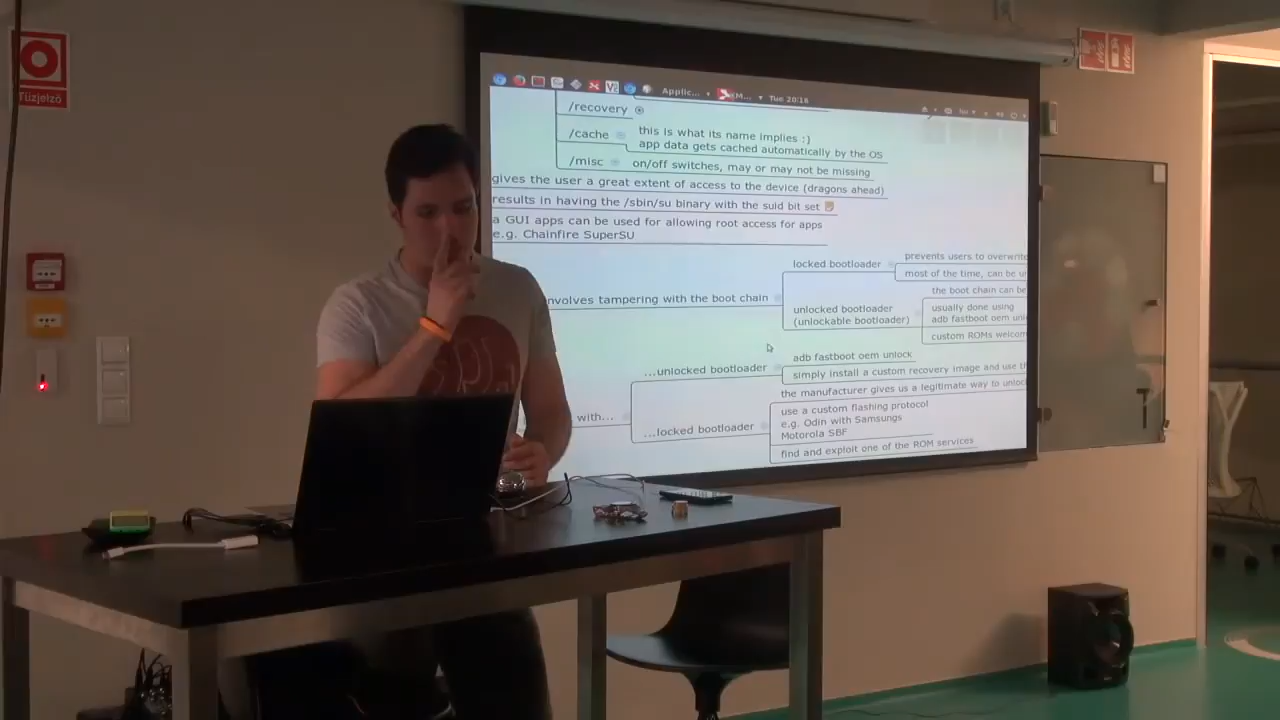 Tűzjelző
Applic...
M...
Tue 20:16
/recovery
/cache
this is what its name implies :)
app data gets cached automatically by the OS
/misc
on/off switches, may or may not be missing
gives the user a great extent of access to the device (dragons ahead)
results in having the /sbin/su binary with the suid bit set
a GUI apps can be used for allowing root access for apps
e.g. Chainfire SuperSU
nvolves tampering with the boot chain
locked bootloader
prevents users to overwrite
most of the time, can be un
unlocked bootloader
(unlockable bootloader)
the boot chain can be
usually done using
adb fastboot oem unl
custom ROMs welcom
with...
...unlocked bootloader
adb fastboot oem unlock
simply install a custom recovery image and use th
...locked bootloader
the manufacturer gives us a legitimate way to unloc
use a custom flashing protocol
e.g. Odin with Samsungs
Motorola SBF
find and exploit one of the ROM services